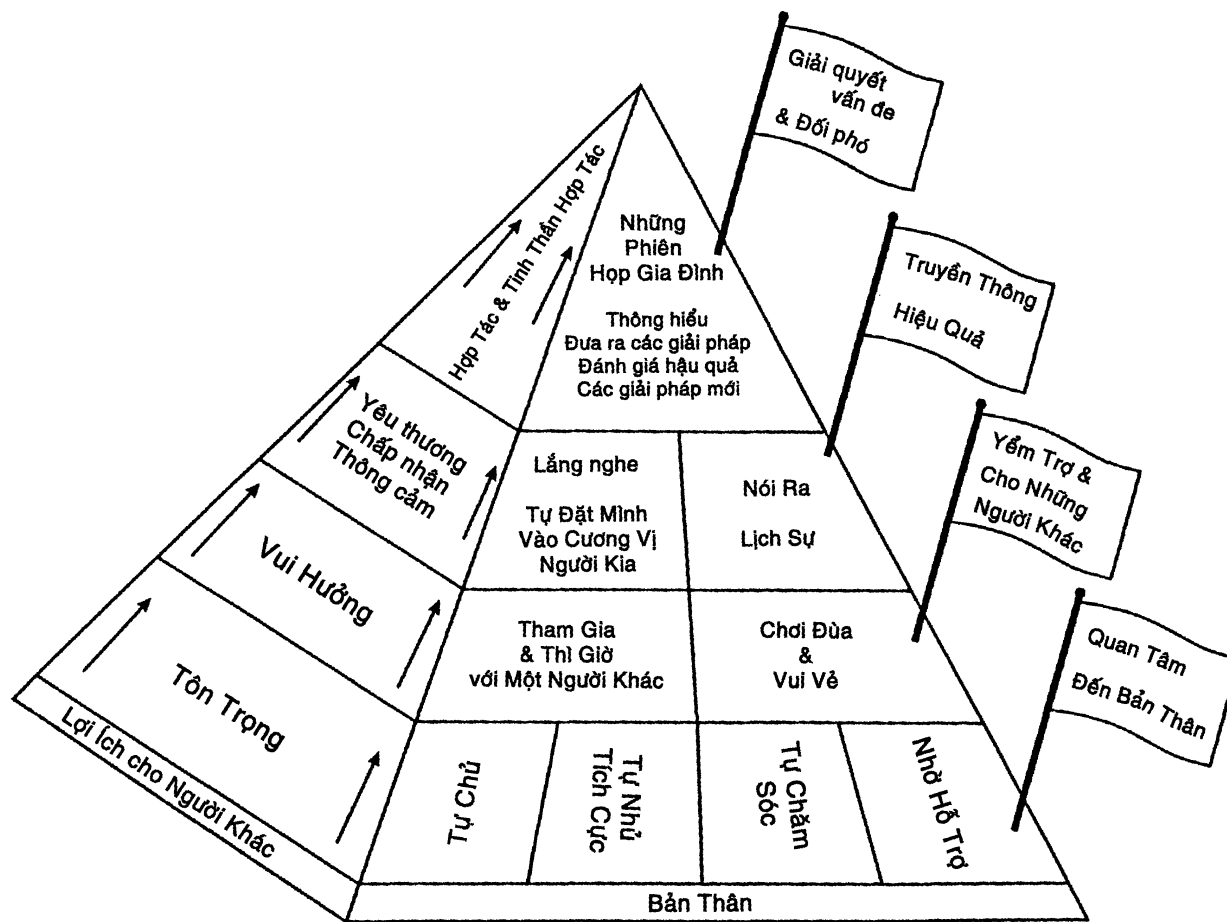 Giải quyết
vấn đe
& Đối phó
Truyền Thông
Hiệu Quả
Yểm Trợ &
Cho Những
Người Khác
Quan Tâm
Đến Bản Thân
Hợp Tác & Tinh Thần Hợp Tác
Những
Phiên
Họp Gia Đình
Thông hiểu
Đưa ra các giải pháp
Đánh giá hậu quả
Các giải pháp mới
Yêu thương
Chấp nhận
Thông cảm
Lắng nghe
Tự Đặt Mình
Vào Cương Vị
Người Kia
Nói Ra
Lịch Sự
Vui Hưởng
Tham Gia
& Thì Giờ
với Một Người Khác
Chơi Đùa
&
Vui Vẻ
Tôn Trọng
Tự Chủ
Tự Nhủ
Tích Cực
Tự Chăm
Sóc
Nhờ Hỗ Trợ
Lợi Ích cho Người Khác
Bản Thân